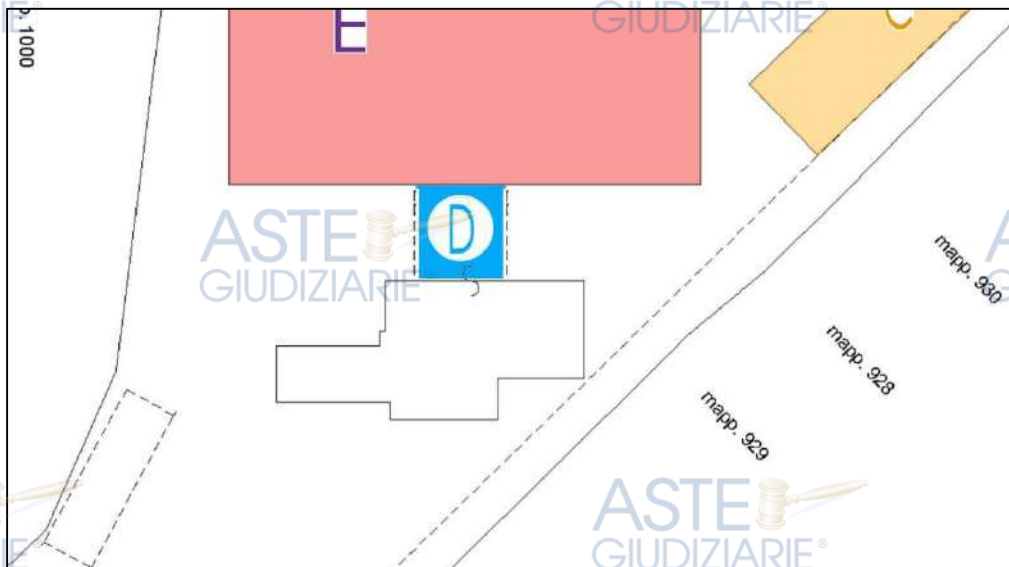 E
C
GIUDIZIARIE®
p. 1000
D
ASTE
GIUDIZIARIE®
mapp. 930
mapp. 928
mapp. 929
ASTE
GIUDIZIARIE®